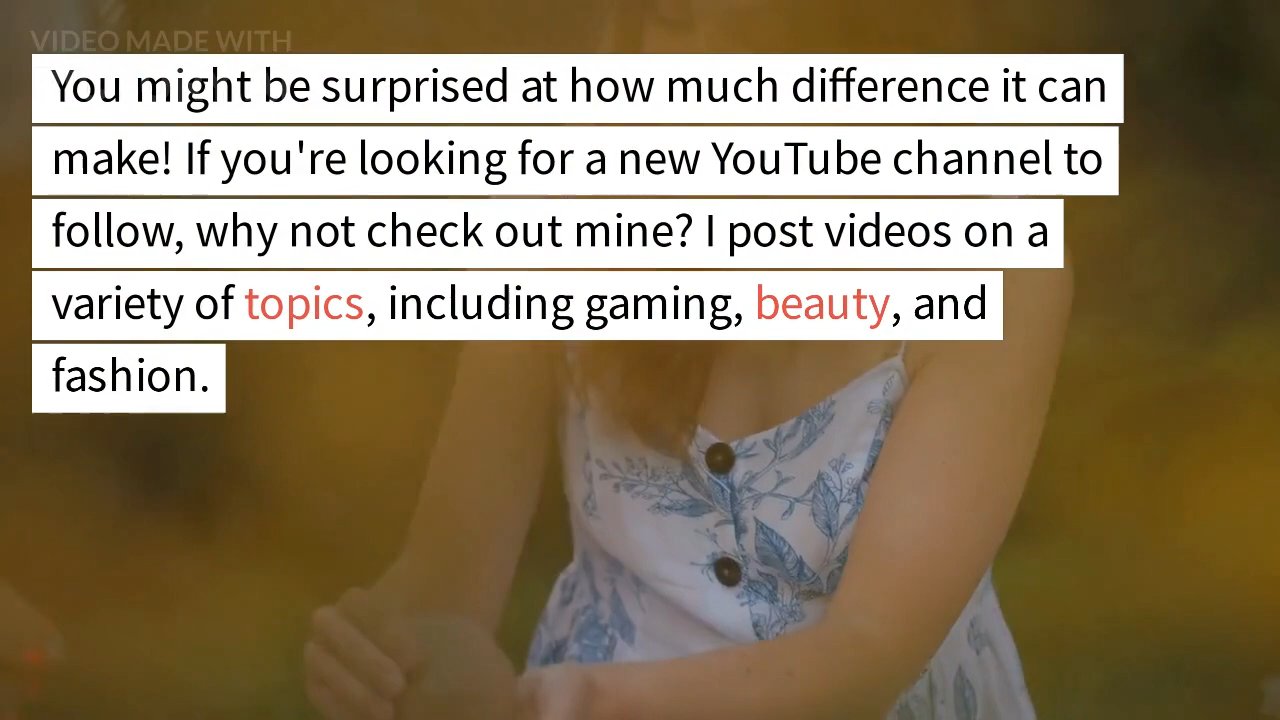 VIDEO MADE WITH
You might be surprised at how much difference it can
make! If you're looking for a new YouTube channel to
follow, why not check out mine? I post videos on a
variety of topics, including gaming, beauty, and
fashion.